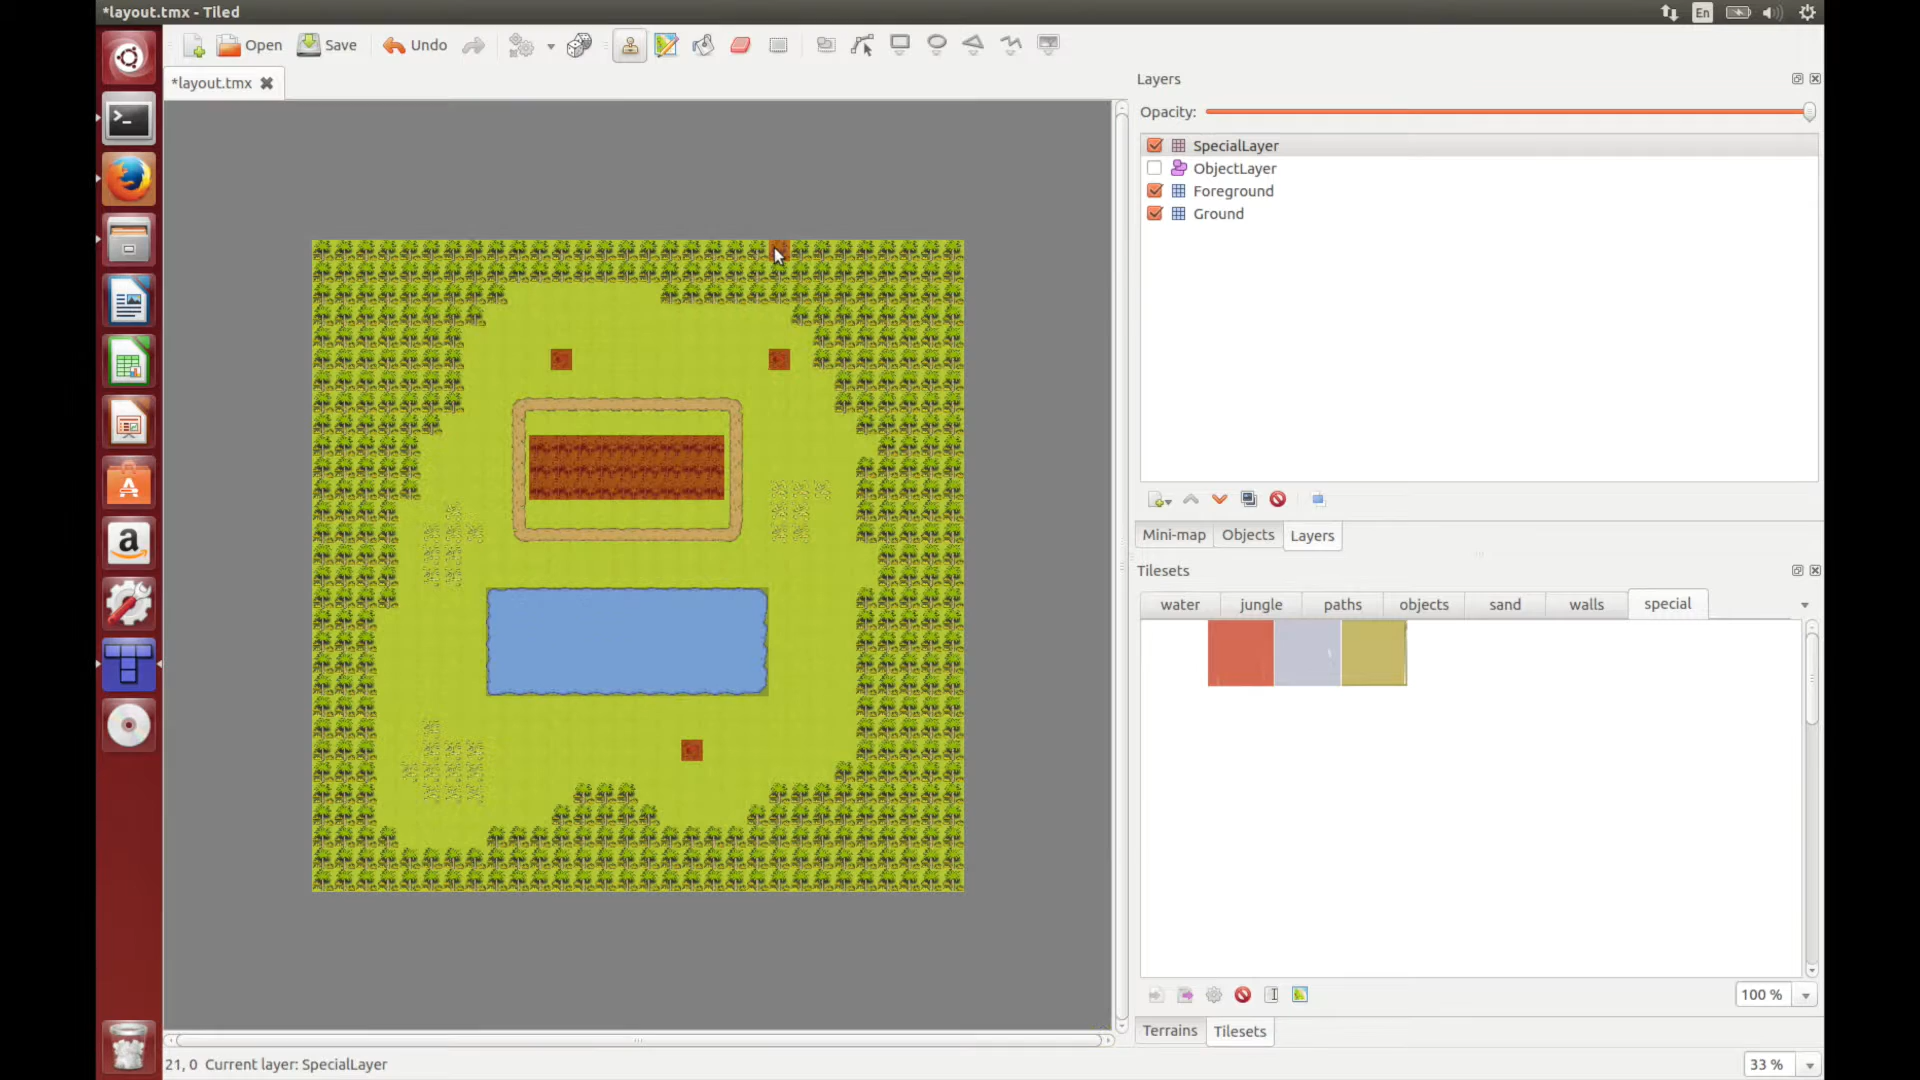 *layout.tmx - Tiled
En
Open
Save
Undo
*layout.tmx
Layers
Opacity:
SpecialLayer
ObjectLayer
Foreground
Ground
Mini-map
Objects
Layers
Tilesets
water
jungle
paths
objects
sand
walls
special
100 %
Terrains
Tilesets
21, 0 Current layer: SpecialLayer
33 %